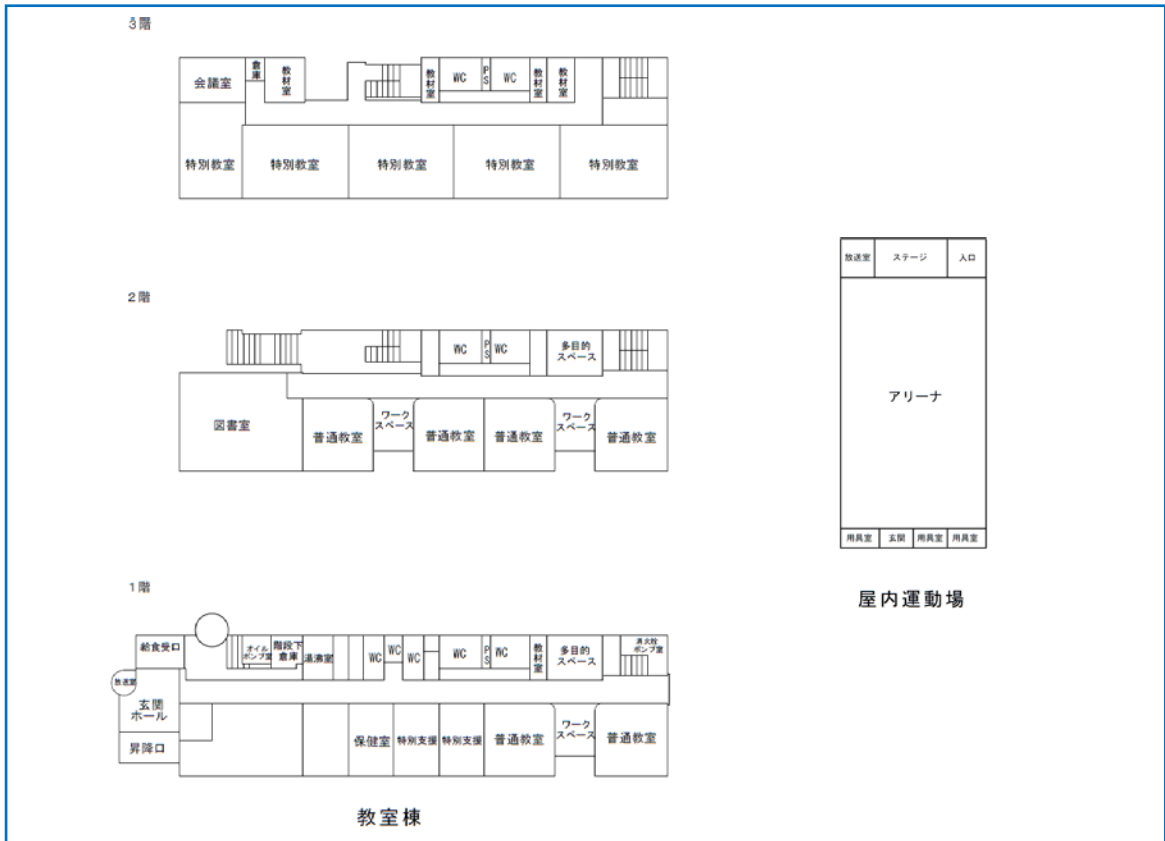 3階
会議室
倉庫
教材室
教材室
WC
PS
WC
教材室
教材室
特別教室
特別教室
特別教室
特別教室
特別教室
2階
WC
PS
WC
多目的
スペース
図書室
普通教室
ワーク
スペース
普通教室
普通教室
ワーク
スペース
普通教室
1階
給食受口
オイル
ポンプ室
階段下
倉庫
湯沸室
WC
WC
WC
WC
PS
WC
教材室
多目的
スペース
消火栓
ポンプ室
放送室
玄関
ホール
昇降口
保健室
特別支援
特別支援
普通教室
ワーク
スペース
普通教室
教室棟
放送室
ステージ
入口
アリーナ
用具室
玄関
用具室
用具室
屋内運動場